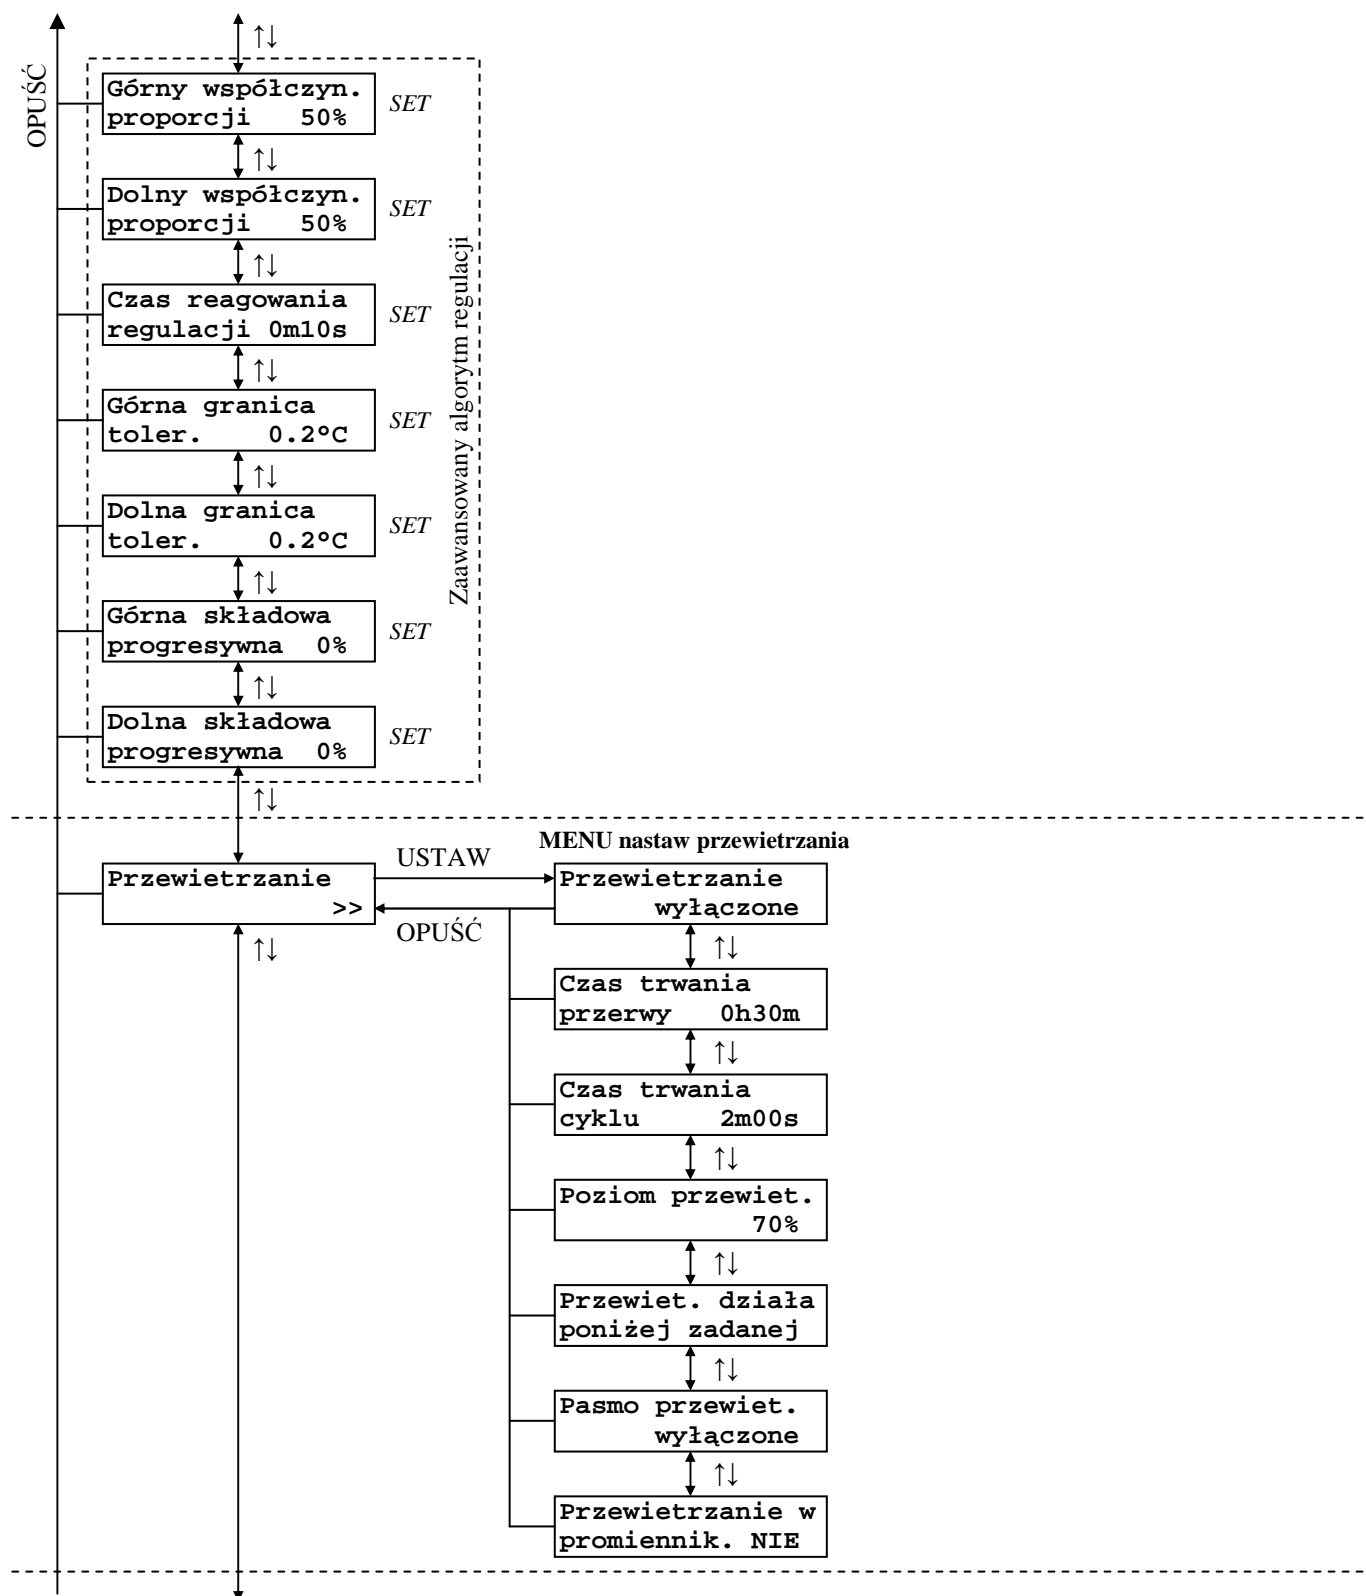 ↑↓
OPUŚĆ
Górny współczyn.
proporcji 50%
SET
↑↓
Dolny współczyn.
proporcji 50%
SET
↑↓
Czas reagowania
regulacji 0m10s
SET
↑↓
Górna granica
toler. 0.2°C
SET
↑↓
Dolna granica
toler. 0.2°C
SET
↑↓
Górna składowa
progresywna 0%
SET
↑↓
Dolna składowa
progresywna 0%
SET
Zaawansowany algorytm regulacji
↑↓
MENU nastaw przewietrzania
Przewietrzanie
>>
USTAW
OPUŚĆ
↑↓
Przewietrzanie
wyłączone
↑↓
Czas trwania
przerwy 0h30m
↑↓
Czas trwania
cyklu 2m00s
↑↓
Poziom przewiet.
70%
↑↓
Przewiet. działa
poniżej zadanej
↑↓
Pasmo przewiet.
wyłączone
↑↓
Przewietrzanie w
promiennik. NIE